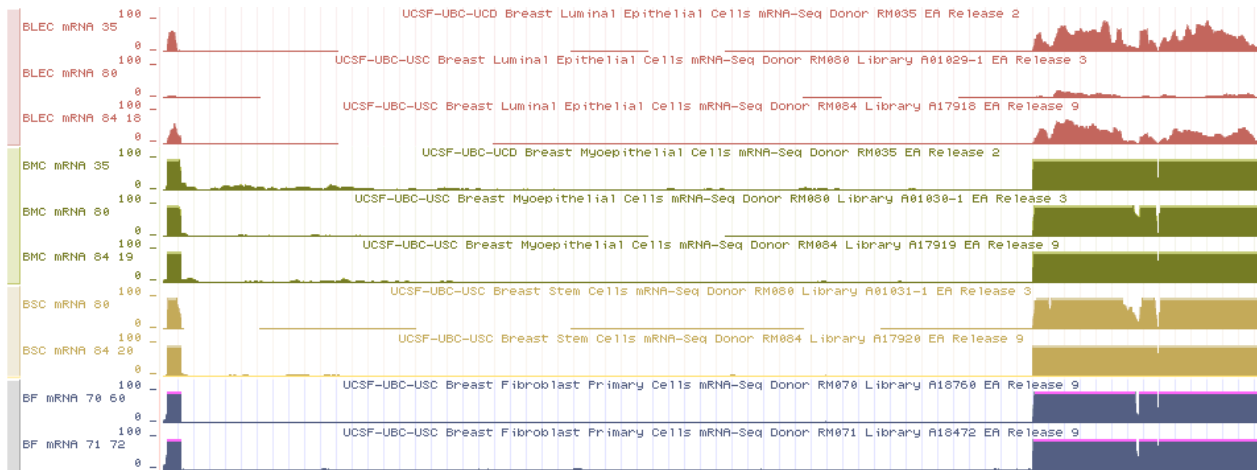 100 _ UCSF-UBC-UCD Breast Luminal Epithelial Cells mRNA-Seq Donor RM035 EA Release 2
BLEC mRNA 35
0 _
100 _ UCSF-UBC-USC Breast Luminal Epithelial Cells mRNA-Seq Donor RM080 Library A01029-1 EA Release 3
BLEC mRNA 80
0 _
100 _ UCSF-UBC-USC Breast Luminal Epithelial Cells mRNA-Seq Donor RM084 Library A17918 EA Release 9
BLEC mRNA 84 18
0 _
100 _ UCSF-UBC-UCD Breast Myoepithelial Cells mRNA-Seq Donor RM035 EA Release 2
BMC mRNA 35
0 _
100 _ UCSF-UBC-USC Breast Myoepithelial Cells mRNA-Seq Donor RM080 Library A01030-1 EA Release 3
BMC mRNA 80
0 _
100 _ UCSF-UBC-USC Breast Myoepithelial Cells mRNA-Seq Donor RM084 Library A17919 EA Release 9
BMC mRNA 84 19
0 _
100 _ UCSF-UBC-USC Breast Stem Cells mRNA-Seq Donor RM080 Library A01031-1 EA Release 3
BSC mRNA 80
0 _
100 _ UCSF-UBC-USC Breast Stem Cells mRNA-Seq Donor RM084 Library A17920 EA Release 9
BSC mRNA 84 20
0 _
100 _ UCSF-UBC-USC Breast Fibroblast Primary Cells mRNA-Seq Donor RM070 Library A18760 EA Release 9
BF mRNA 70 60
0 _
100 _ UCSF-UBC-USC Breast Fibroblast Primary Cells mRNA-Seq Donor RM071 Library A18472 EA Release 9
BF mRNA 71 72
0 _